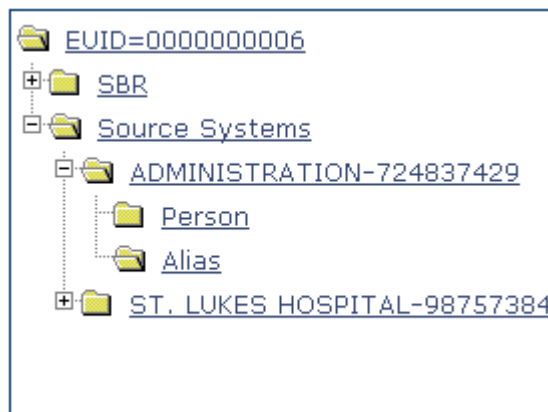 EUID=0000000006
SBR
Source Systems
ADMINISTRATION-724837429
Person
Alias
ST. LUKES HOSPITAL-98757384